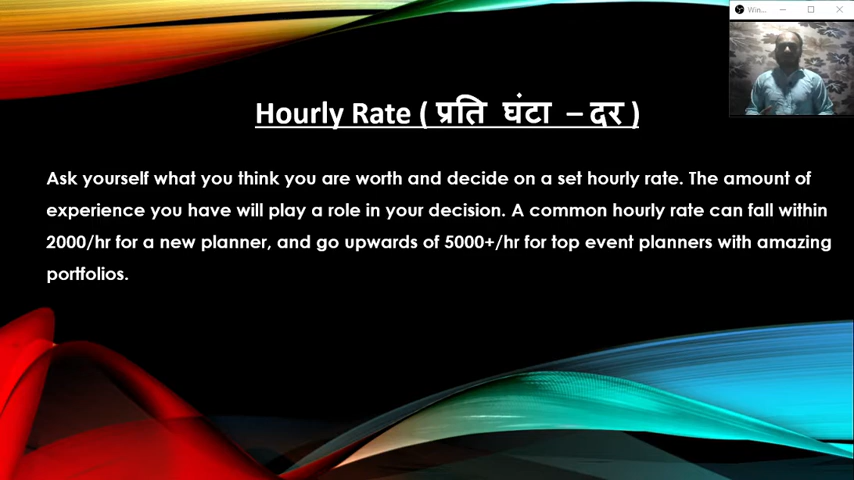 Win...
Hourly Rate ( प्रति घंटा – दर )
Ask yourself what you think you are worth and decide on a set hourly rate. The amount of
experience you have will play a role in your decision. A common hourly rate can fall within
2000/hr for a new planner, and go upwards of 5000+/hr for top event planners with amazing
portfolios.